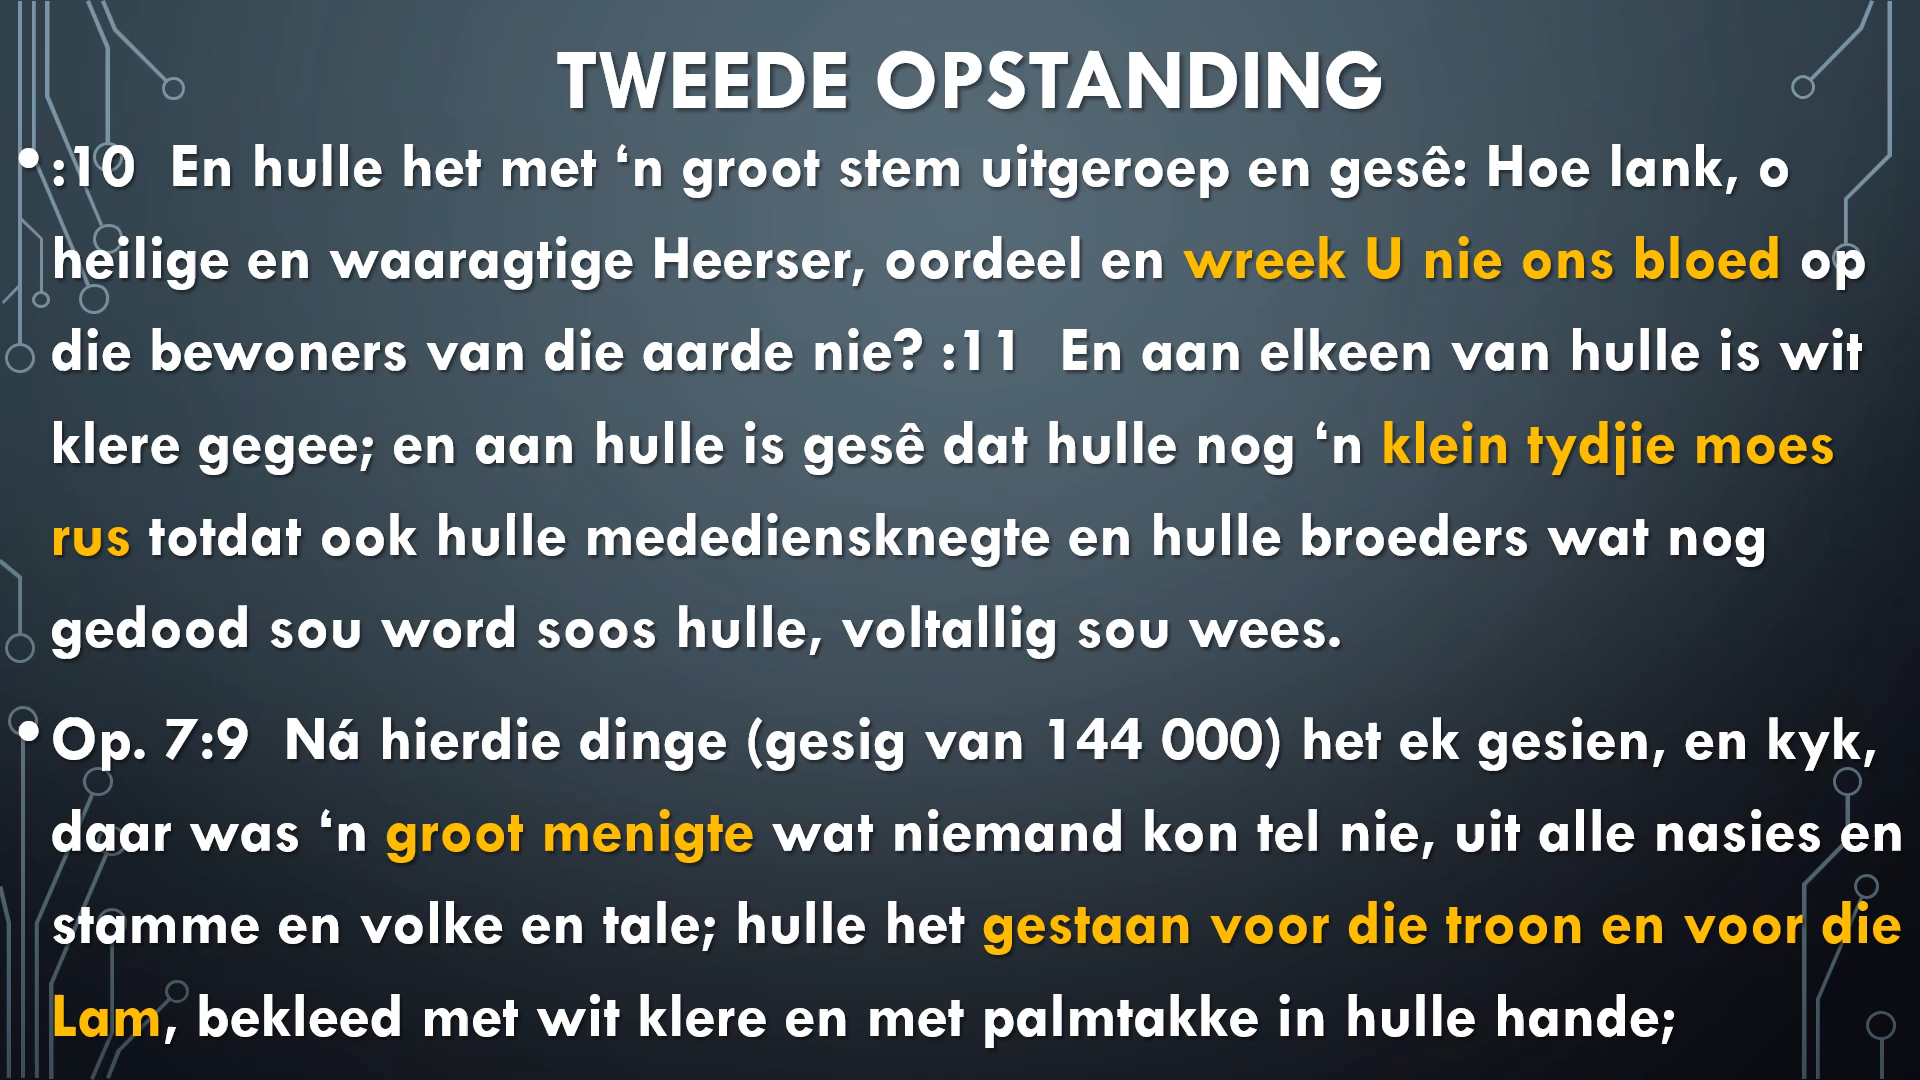 TWEEDE OPSTANDING
• :10 En hulle het met ‘n groot stem uitgeroep en gesê: Hoe lank, o
heilige en waaragtige Heerser, oordeel en wreek U nie ons bloed op
die bewoners van die aarde nie? :11 En aan elkeen van hulle is wit
klere gegee; en aan hulle is gesê dat hulle nog ‘n klein tydjie moes
rus totdat ook hulle mededienksnegte en hulle broeders wat nog
gedood sou word soos hulle, voltallig sou wees.
• Op. 7:9 Ná hierdie dinge (gesig van 144 000) het ek gesien, en kyk,
daar was ‘n groot menigte wat niemand kon tel nie, uit alle nasies en
stamme en volke en tale; hulle het gestaan voor die troon en voor die
Lam, bekleed met wit klere en met palmtakke in hulle hande;